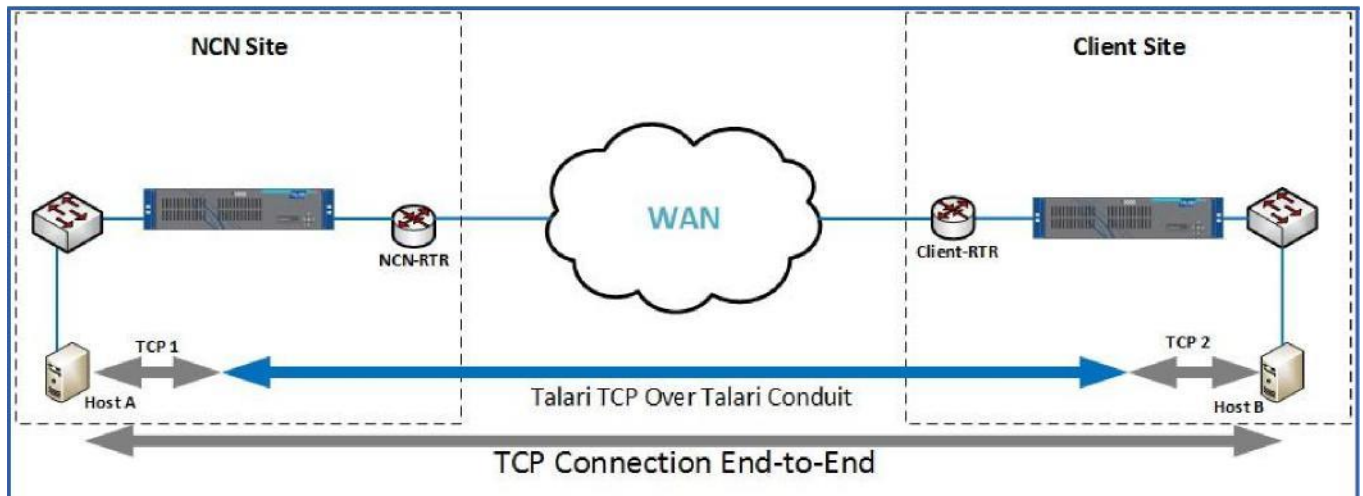 NCN Site
Client Site
WAN
NCN-RTR
Client-RTR
TCP 1
TCP 2
Talari TCP Over Talari Conduit
Host A
Host B
TCP Connection End-to-End